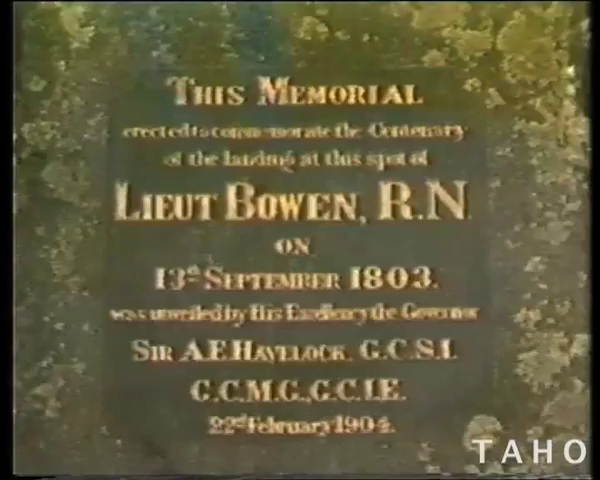 THIS MEMORIAL
erected to commemorate the Centenary
of the landing at this spot of
LIEUT BOWEN, R.N.
ON
13th SEPTEMBER 1803.
was unveiled by His Excellency the Governor
SIR A.E. HAVELOCK, G.C.S.I.
G.C.M.G., G.C.I.E.
22nd February 1904.
TAHO